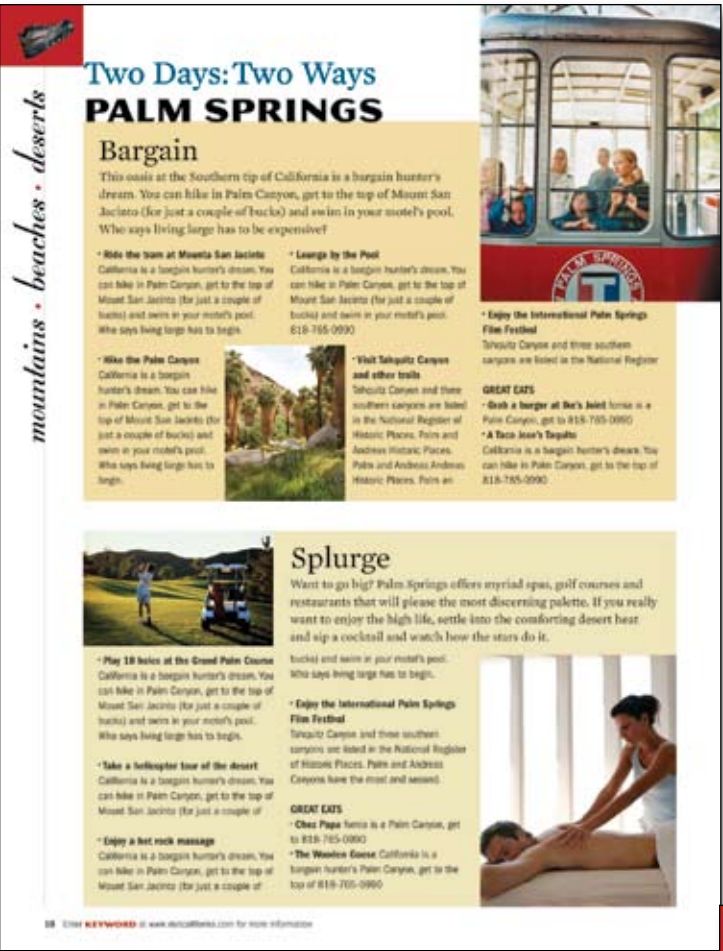 mountains • beaches • deserts
Two Days: Two Ways
PALM SPRINGS
Bargain
This oasis at the Southern tip of California is a bargain hunter's
dream. You can hike in Palm Canyon, get to the top of Mount San
Jacinto (for just a couple of bucks) and swim in your motel's pool.
Who says living large has to be expensive?
• Ride the tram at Mounta San Jacinto
California is a bargain hunter's dream. You
can hike in Palm Canyon, get to the top of
Mount San Jacinto (for just a couple of
bucks) and swim in your motel's pool.
Who says living large has to begin.
• Hike the Palm Canyon
California is a bargain
hunter's dream. You can hike
in Palm Canyon, get to the
top of Mount San Jacinto (for
just a couple of bucks) and
swim in your motel's pool.
Who says living large has to
begin.
• Lounge by the Pool
California is a bargain hunter's dream. You
can hike in Palm Canyon, get to the top of
Mount San Jacinto (for just a couple of
bucks) and swim in your motel's pool.
818-765-0990
• Visit Tahquitz Canyon
and other trails
Tahquitz Canyon and three
southern canyons are listed
in the National Register of
Historic Places. Palm and
Andreas Historic Places.
Palm and Andreas Andreas
Historic Places. Palm an
PALM SPRINGS
• Enjoy the International Palm Springs
Film Festival
Tahquitz Canyon and three southern
canyons are listed in the National Register
GREAT EATS
• Grab a burger at Ike's Joint fornia is a
Palm Canyon, get to 818-765-0990
• A Taco Jose's Taquito
California is a bargain hunter's dream. You
can hike in Palm Canyon, get to the top of
818-765-0990
Splurge
Want to go big? Palm Springs offers myriad spas, golf courses and
restaurants that will please the most discerning palette. If you really
want to enjoy the high life, settle into the comforting desert heat
and sip a cocktail and watch how the stars do it.
• Play 18 holes at the Grand Palm Course
California is a bargain hunter's dream. You
can hike in Palm Canyon, get to the top of
Mount San Jacinto (for just a couple of
bucks) and swim in your motel's pool.
Who says living large has to begin.
• Take a helicopter tour of the desert
California is a bargain hunter's dream. You
can hike in Palm Canyon, get to the top of
Mount San Jacinto (for just a couple of
• Enjoy a hot rock massage
California is a bargain hunter's dream. You
can hike in Palm Canyon, get to the top of
Mount San Jacinto (for just a couple of
bucks) and swim in your motel's pool.
Who says living large has to begin.
• Enjoy the International Palm Springs
Film Festival
Tahquitz Canyon and three southern
canyons are listed in the National Register
of Historic Places. Palm and Andreas
Canyons have the most and second.
GREAT EATS
• Chez Papa fornia is a Palm Canyon, get
to 818-765-0990
• The Wooden Goose California is a
bargain hunter's Palm Canyon, get to the
top of 818-765-0990
18 Enter KEYWORD at www. for more information